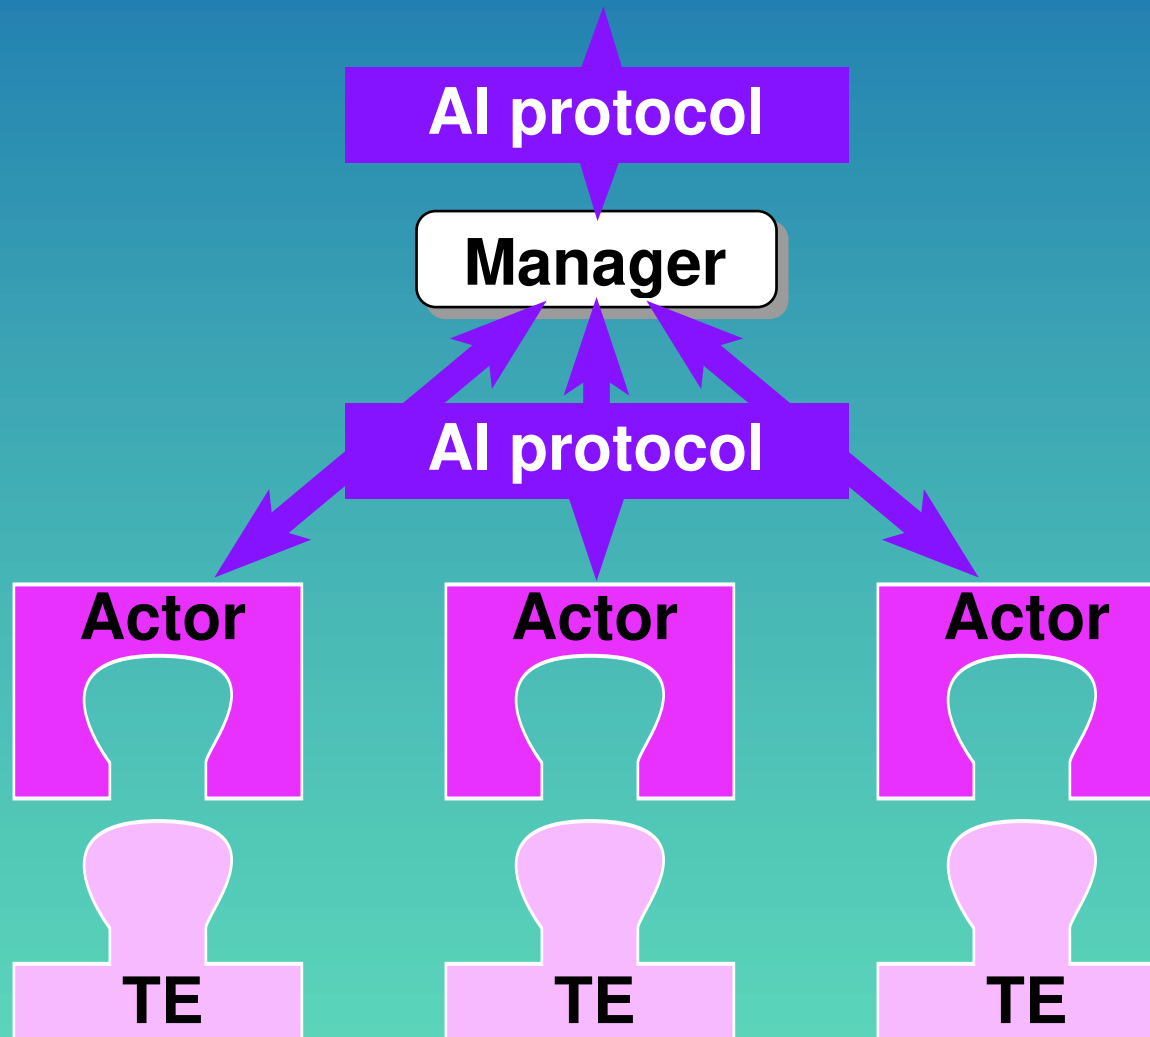 AI protocol
Manager
AI protocol
Actor
Actor
Actor
TE
TE
TE